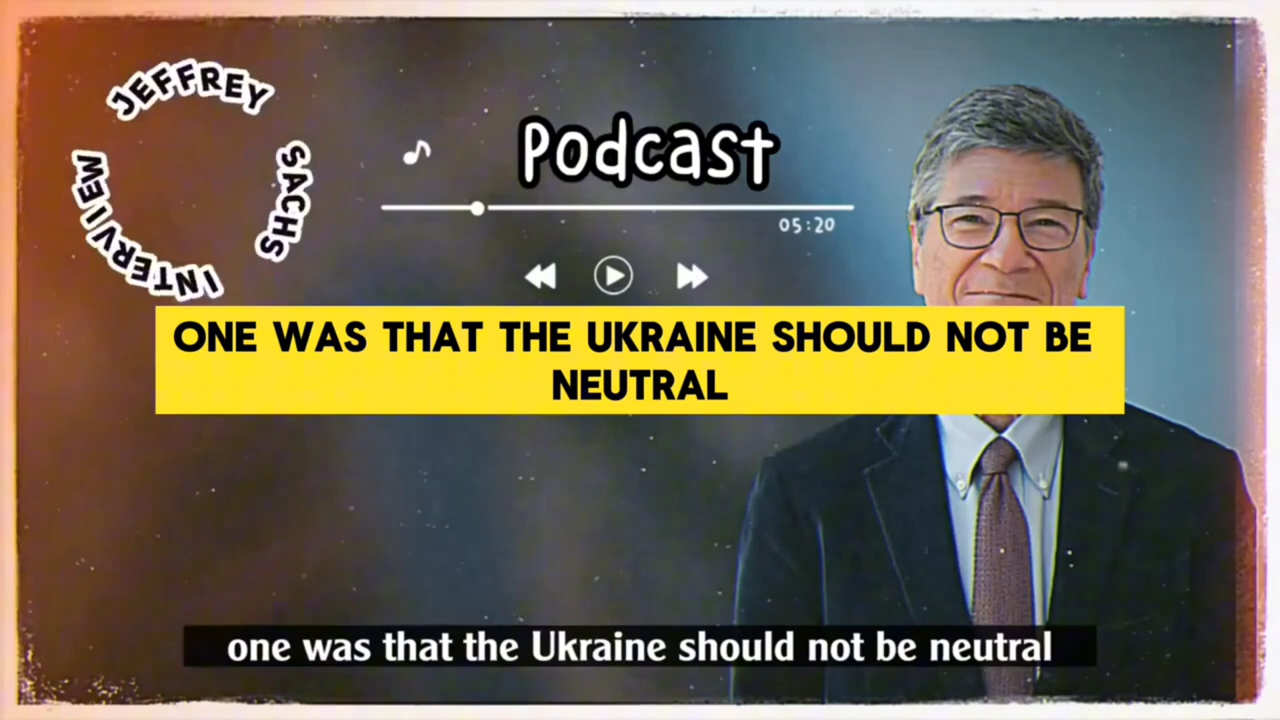 JEFFREY
SACHS
INTERVIEW
Podcast
05:20
ONE WAS THAT THE UKRAINE SHOULD NOT BE
NEUTRAL
one was that the Ukraine should not be neutral